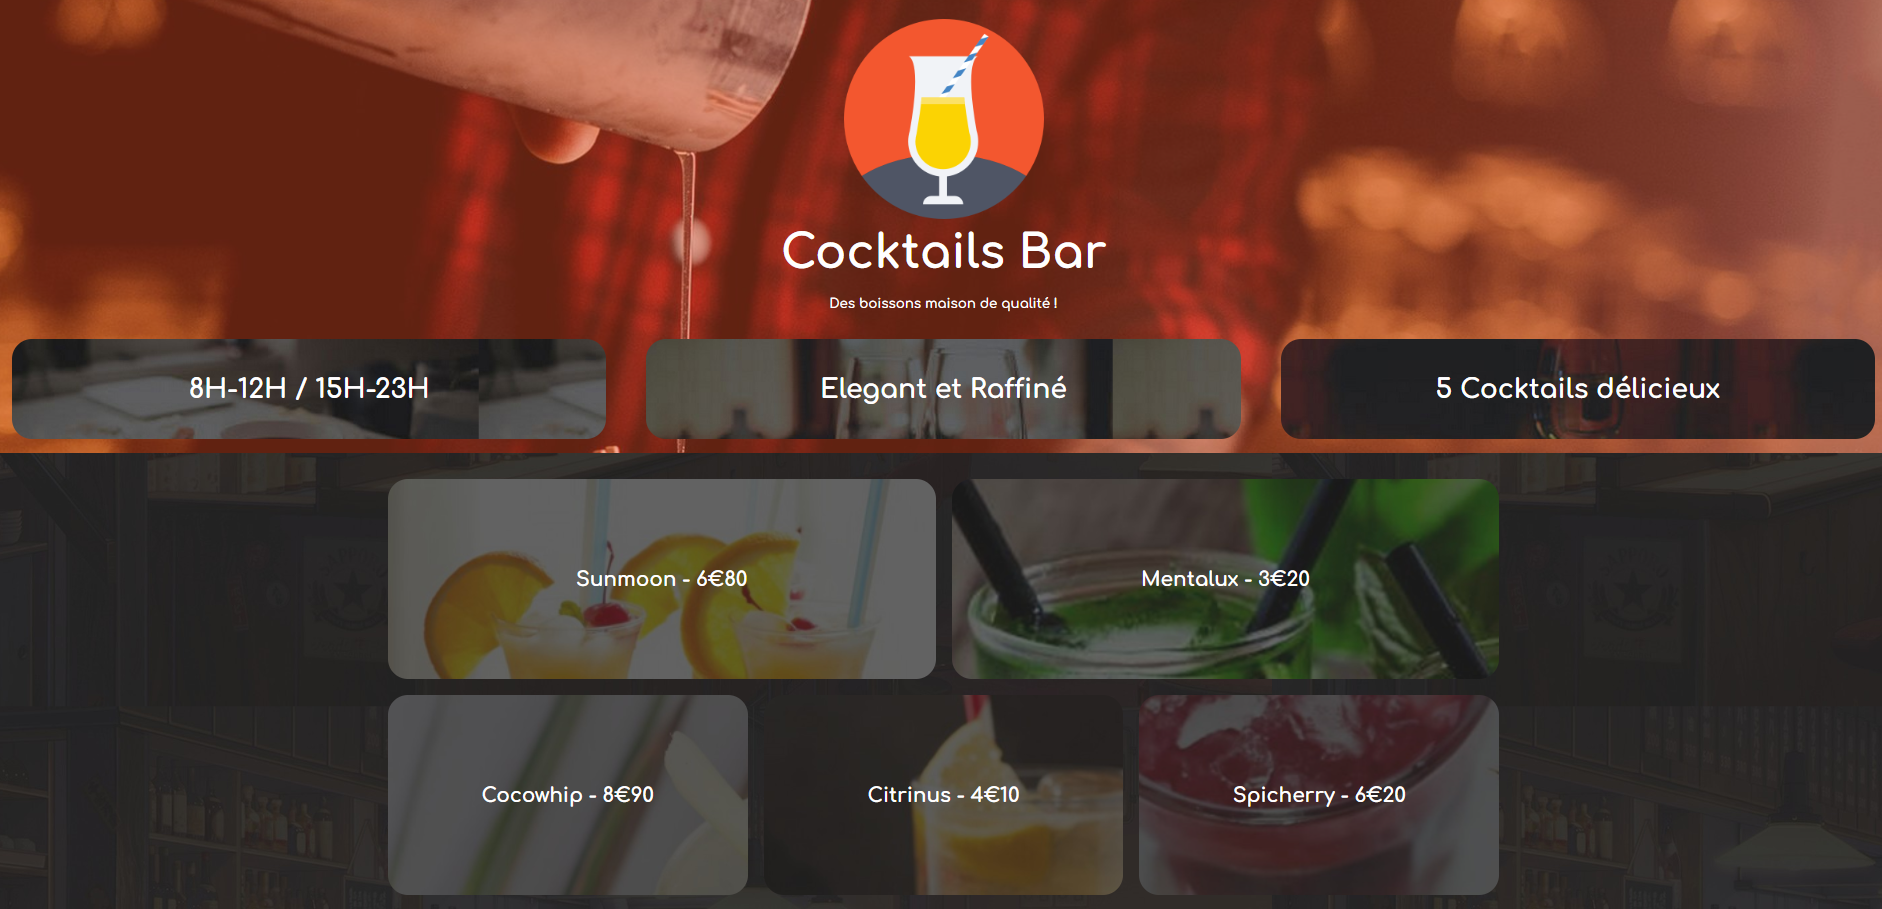 Cocktails Bar
Des boissons maison de qualité !
8H-12H / 15H-23H
Elegant et Raffiné
5 Cocktails délicieux
Sunmoon - 6€80
Mentalux - 3€20
Cocowhip - 8€90
Citrinus - 4€10
Spicherry - 6€20